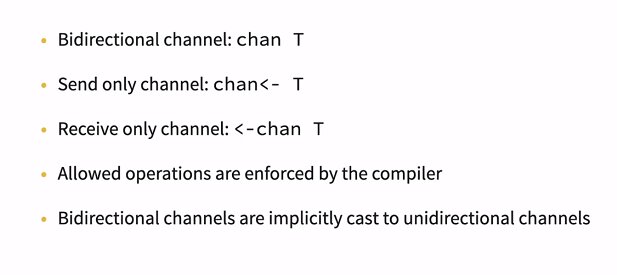 • Bidirectional channel: chan T
• Send only channel: chan<- T
• Receive only channel: <-chan T
• Allowed operations are enforced by the compiler
• Bidirectional channels are implicitly cast to unidirectional channels